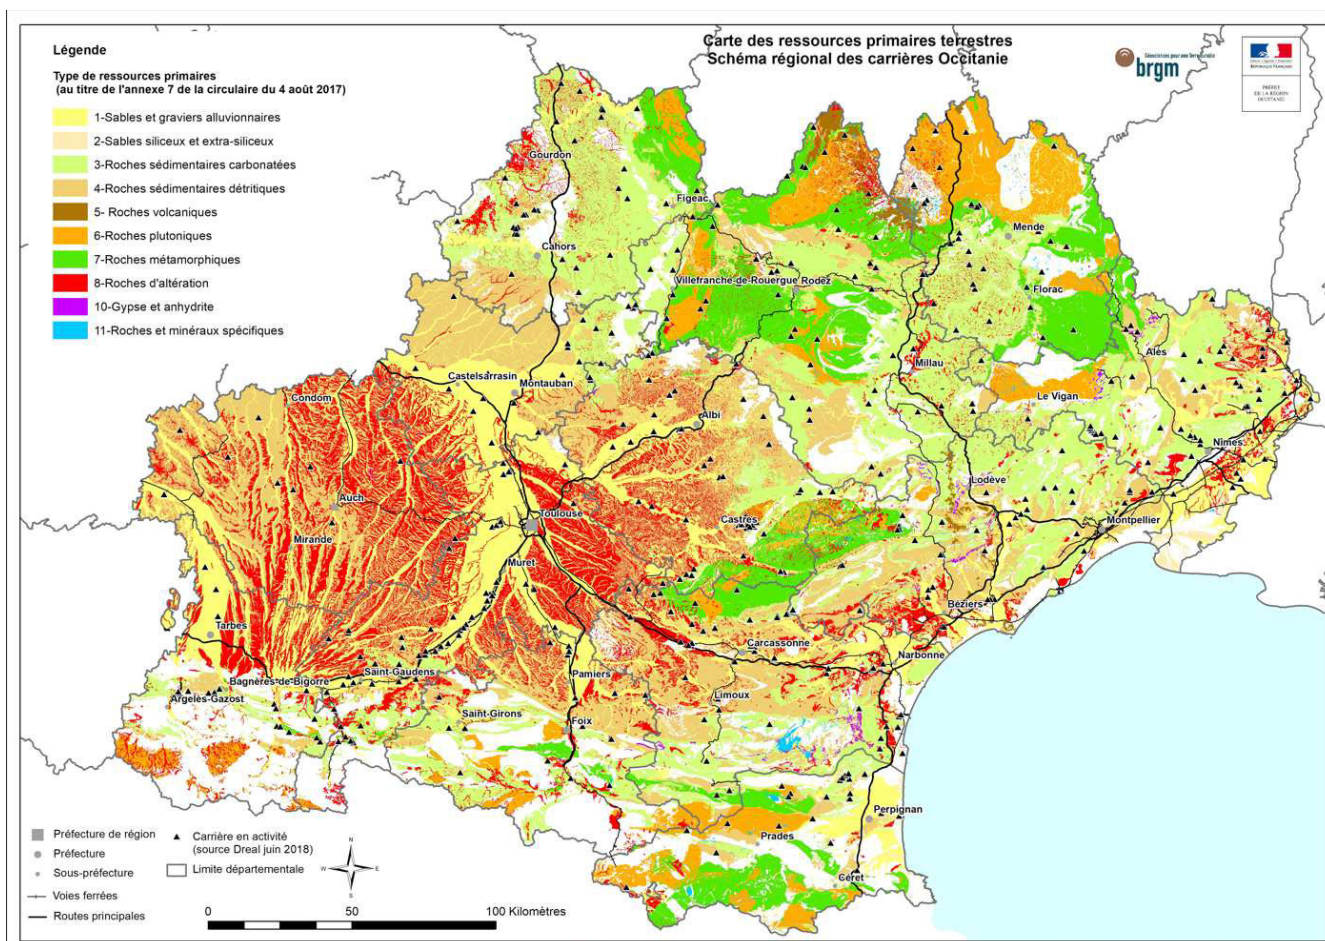 Carte des ressources primaires terrestres
Schéma régional des carrières Occitanie
brgm
RÉPUBLIQUE FRANÇAISE
PRÉFET
DE LA RÉGION
OCCITANIE
Légende
Type de ressources primaires
(au titre de l'annexe 7 de la circulaire du 4 août 2017)
1-Sables et graviers alluvionnaires
2-Sables siliceux et extra-siliceux
3-Roches sédimentaires carbonatées
4-Roches sédimentaires détritiques
5- Roches volcaniques
6-Roches plutoniques
7-Roches métamorphiques
8-Roches d'altération
10-Gypse et anhydrite
11-Roches et minéraux spécifiques
Gourdon
Figeac
Cahors
Mende
Villefranche-de-Rouergue
Rodez
Florac
Alès
Millau
Castelsarrasin
Montauban
Condom
Le Vigan
Albi
Nîmes
Lodève
Auch
Toulouse
Castres
Montpellier
Mirande
Muret
Béziers
Tarbes
Carcassonne
Narbonne
Saint-Gaudens
Pamiers
Bagnères-de-Bigorre
Limoux
Argelès-Gazost
Saint-Girons
Foix
Perpignan
Prades
Céret
Préfecture de région
Préfecture
Sous-préfecture
Voies ferrées
Routes principales
Carrière en activité
(source Dreal juin 2018)
Limite départementale
N
W
E
S
0 50 100 Kilomètres